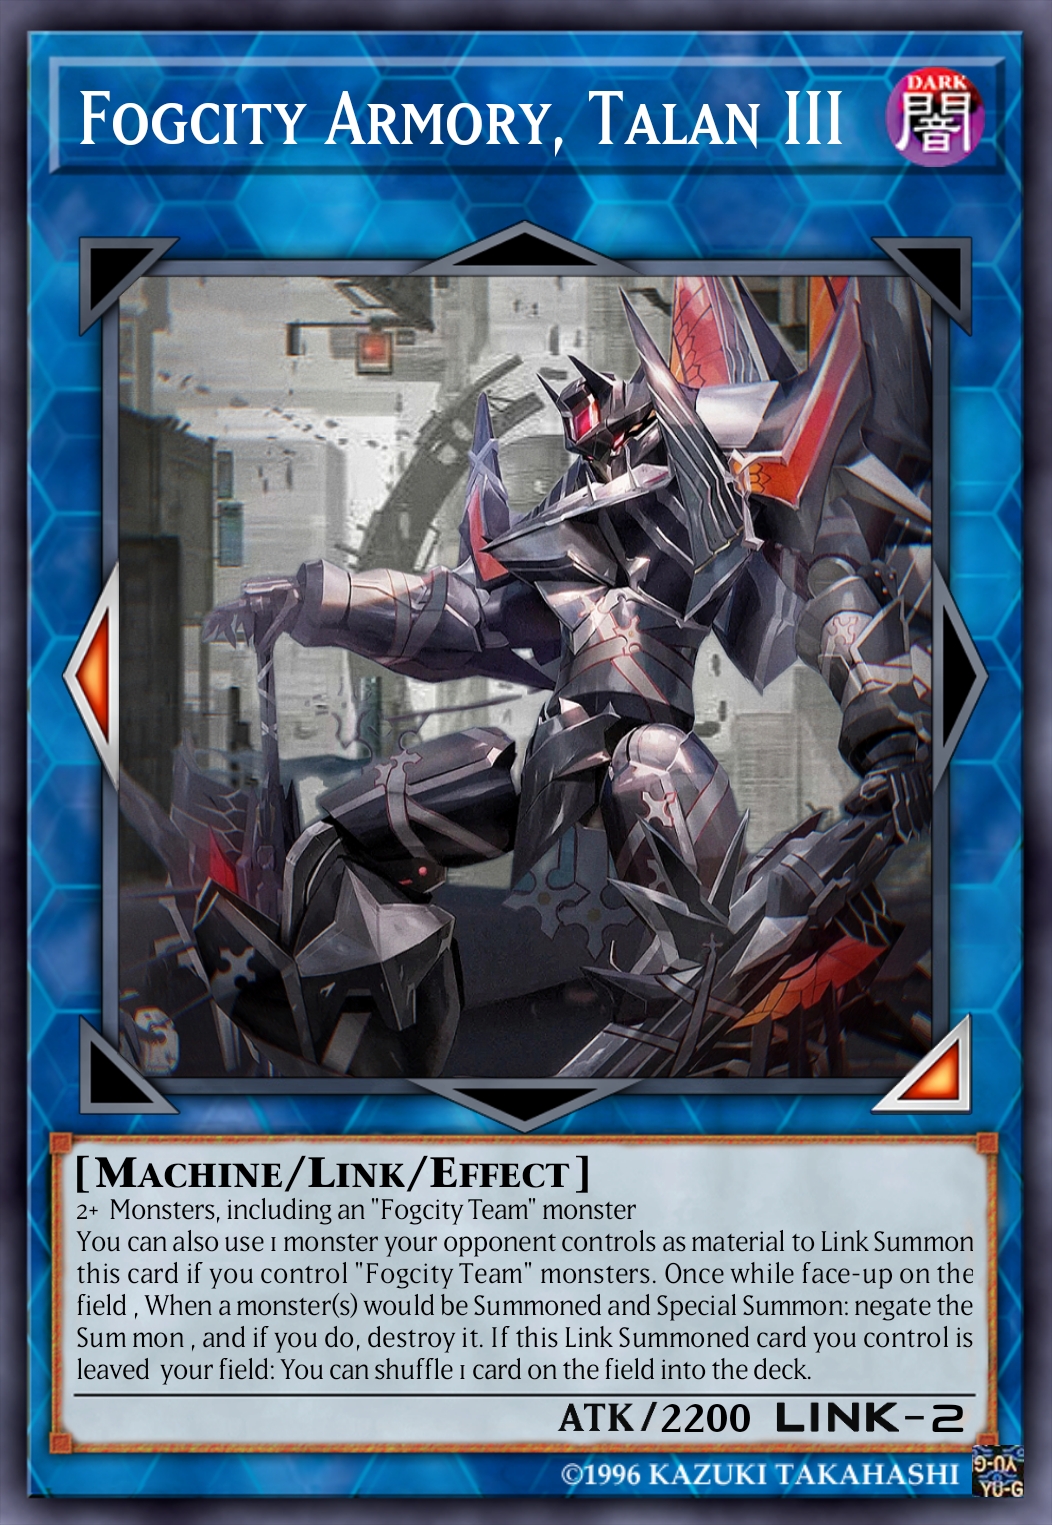 Fogcity Armory, Talan III
DARK
闇
[Machine/Link/Effect]
2+ Monsters, including an "Fogcity Team" monster
You can also use 1 monster your opponent controls as material to Link Summon
this card if you control "Fogcity Team" monsters. Once while face-up on the
field , When a monster(s) would be Summoned and Special Summon: negate the
Sum mon , and if you do, destroy it. If this Link Summoned card you control is
leaved your field: You can shuffle 1 card on the field into the deck.
ATK/2200 LINK-2
©1996 KAZUKI TAKAHASHI
YU-G